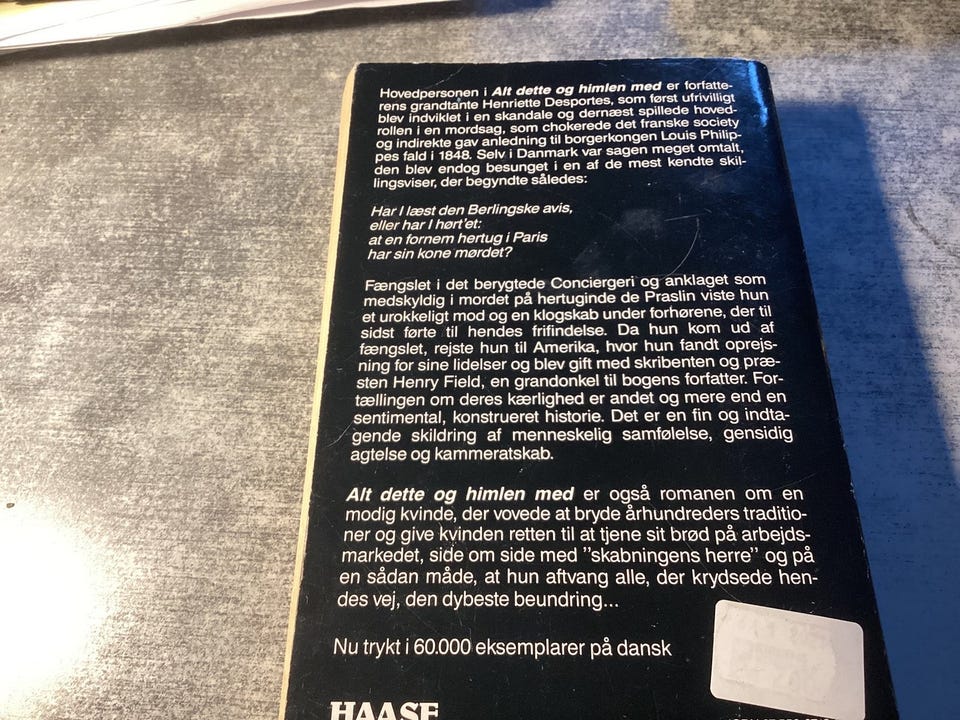 Hovedpersonen i Alt dette og himlen med er forfatte-
rens grandtante Henriette Desportes, som først ufrivilligt
blev indviklet i en skandale og dernæst spillede hoved-
rollen i en mordsag, som chokerede det franske society
og indirekte gav anledning til borgerkongen Louis Philip-
pes fald i 1848. Selv i Danmark var sagen meget omtalt,
den blev endog besunget i en af de mest kendte skil-
lingsviser, der begyndte således:
Har I læst den Berlingske avis,
eller har I hørt'et:
at en fornem hertug i Paris
har sin kone mørdet?
Fængslet i det berygtede Conciergeri og anklaget som
medskyldig i mordet på hertuginde de Praslin viste hun
et urokkeligt mod og en klogskab under forhørene, der til
sidst førte til hendes frifindelse. Da hun kom ud af
fængslet, rejste hun til Amerika, hvor hun fandt oprejs-
ning for sine lidelser og blev gift med skribenten og præ-
sten Henry Field, en grandonkel til bogens forfatter. For-
tællingen om deres kærlighed er andet og mere end en
sentimental, konstrueret historie. Det er en fin og indta-
gende skildring af menneskelig samfølelse, gensidig
agtelse og kammeratskab.
Alt dette og himlen med er også romanen om en
modig kvinde, der vovede at bryde århundreders traditio-
ner og give kvinden retten til at tjene sit brød på arbejds-
markedet, side om side med "skabningens herre" og på
en sådan måde, at hun aftvang alle, der krydsede hen-
des vej, den dybeste beundring...
Nu trykt i 60.000 eksemplarer på dansk
HAASE